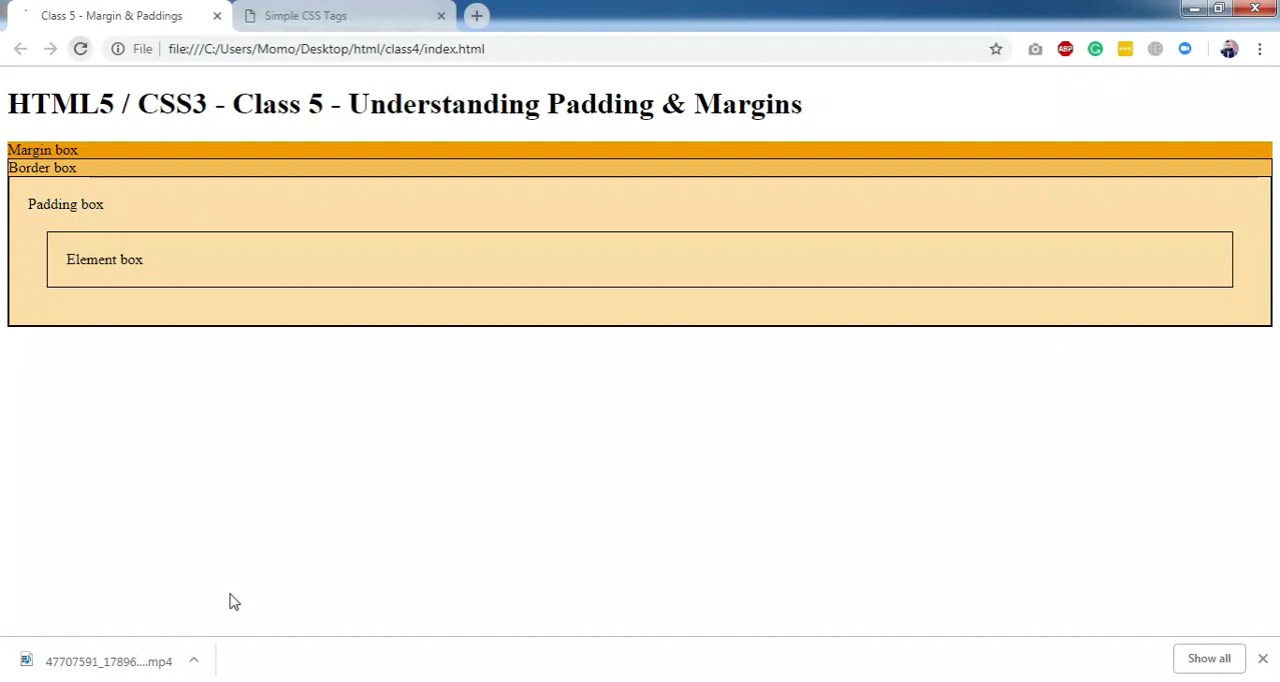 Class 5 - Margin & Paddings
Simple CSS Tags
File
file:///C:/Users/Momo/Desktop/html/class4/index.html
ABP
HTML5 / CSS3 - Class 5 - Understanding Padding & Margins
Margin box
Border box
Padding box
Element box
47707591_17896....mp4
Show all